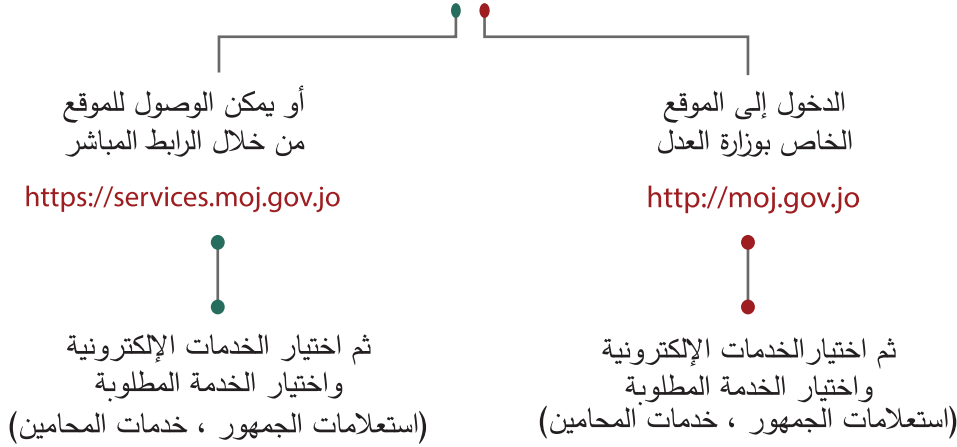 الدخول إلى الموقع
الخاص بوزارة العدل
http://moj.gov.jo
ثم اختيار الخدمات الإلكترونية
واختيار الخدمة المطلوبة
(استعلامات الجمهور ، خدمات المحامين)
أو يمكن الوصول للموقع
من خلال الرابط المباشر
https://services.moj.gov.jo
ثم اختيار الخدمات الإلكترونية
واختيار الخدمة المطلوبة
(استعلامات الجمهور ، خدمات المحامين)